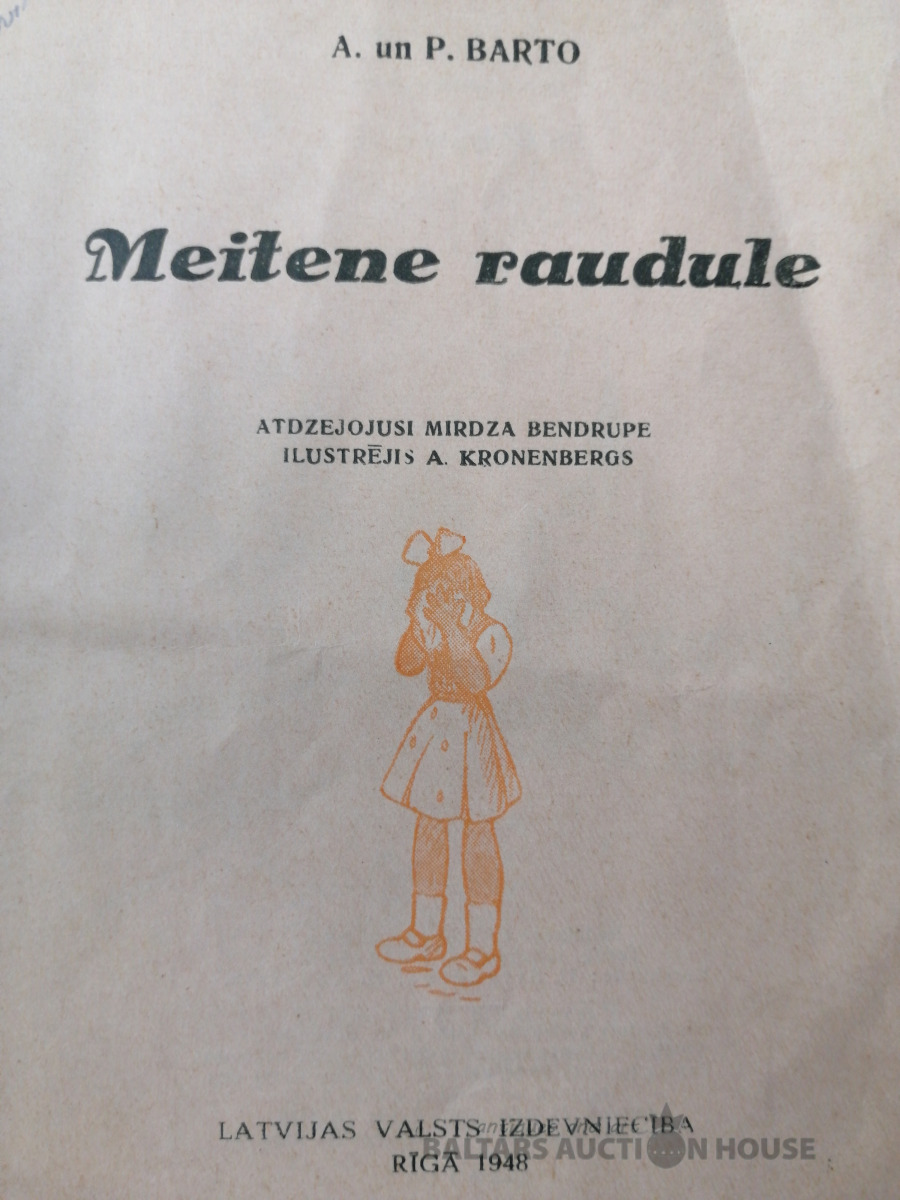 A. un P. BARTO
Meitene raudule
ATDZEJOJUSI MIRDZA BENDRUPE
ILUSTRĒJIS A. KRONENBERGS
LATVIJAS VALSTS IZDEVNIECĪBA
BALTARS AUCTION HOUSE
RĪGĀ 1948